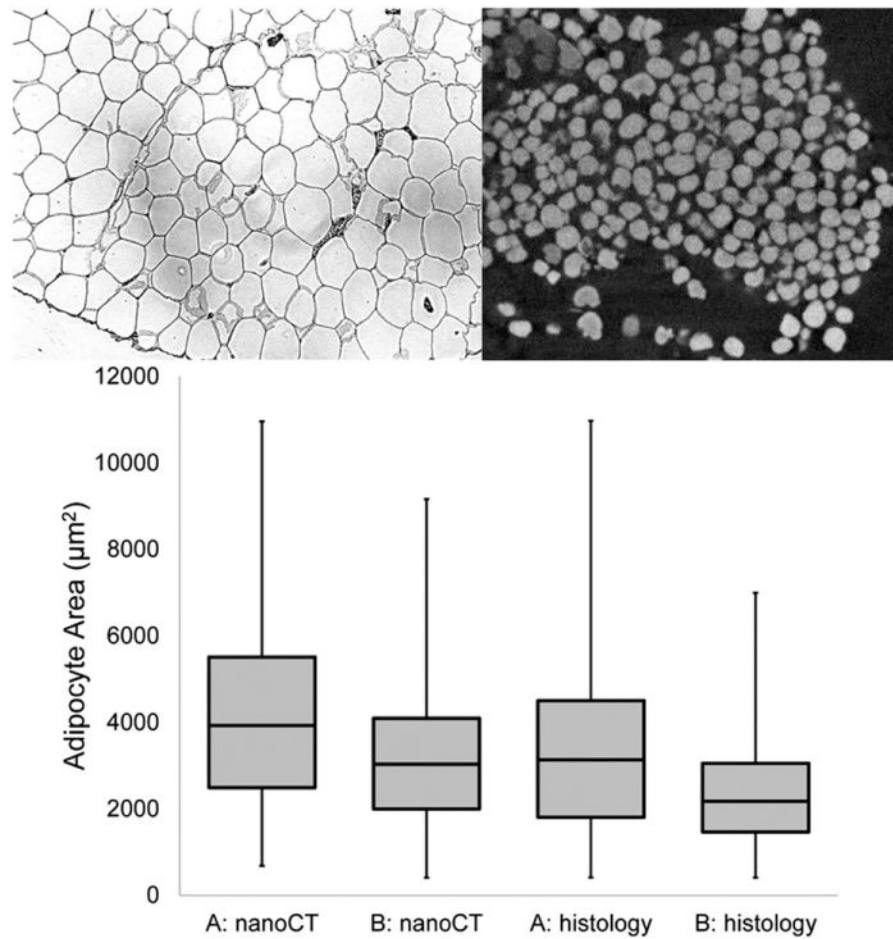 12000
10000
8000
6000
4000
2000
0
Adipocyte Area (µm²)
A: nanoCT
B: nanoCT
A: histology
B: histology